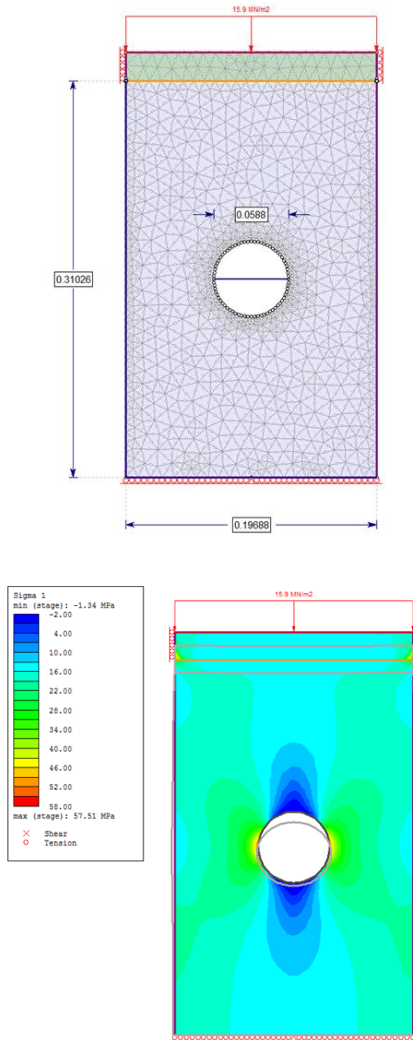 15.9 MN/m2
0.0588
0.31026
0.19688
15.9 MN/m2
Sigma 1
min (stage): -1.34 MPa
-2.00
4.00
10.00
16.00
22.00
28.00
34.00
40.00
46.00
52.00
58.00
max (stage): 57.51 MPa
Shear
Tension